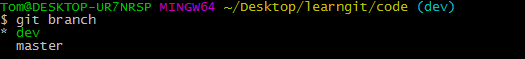 Tom@DESKTOP-UR7NRSP MINGW64 ~/Desktop/learngit/code (dev)
$ git branch
* dev
  master